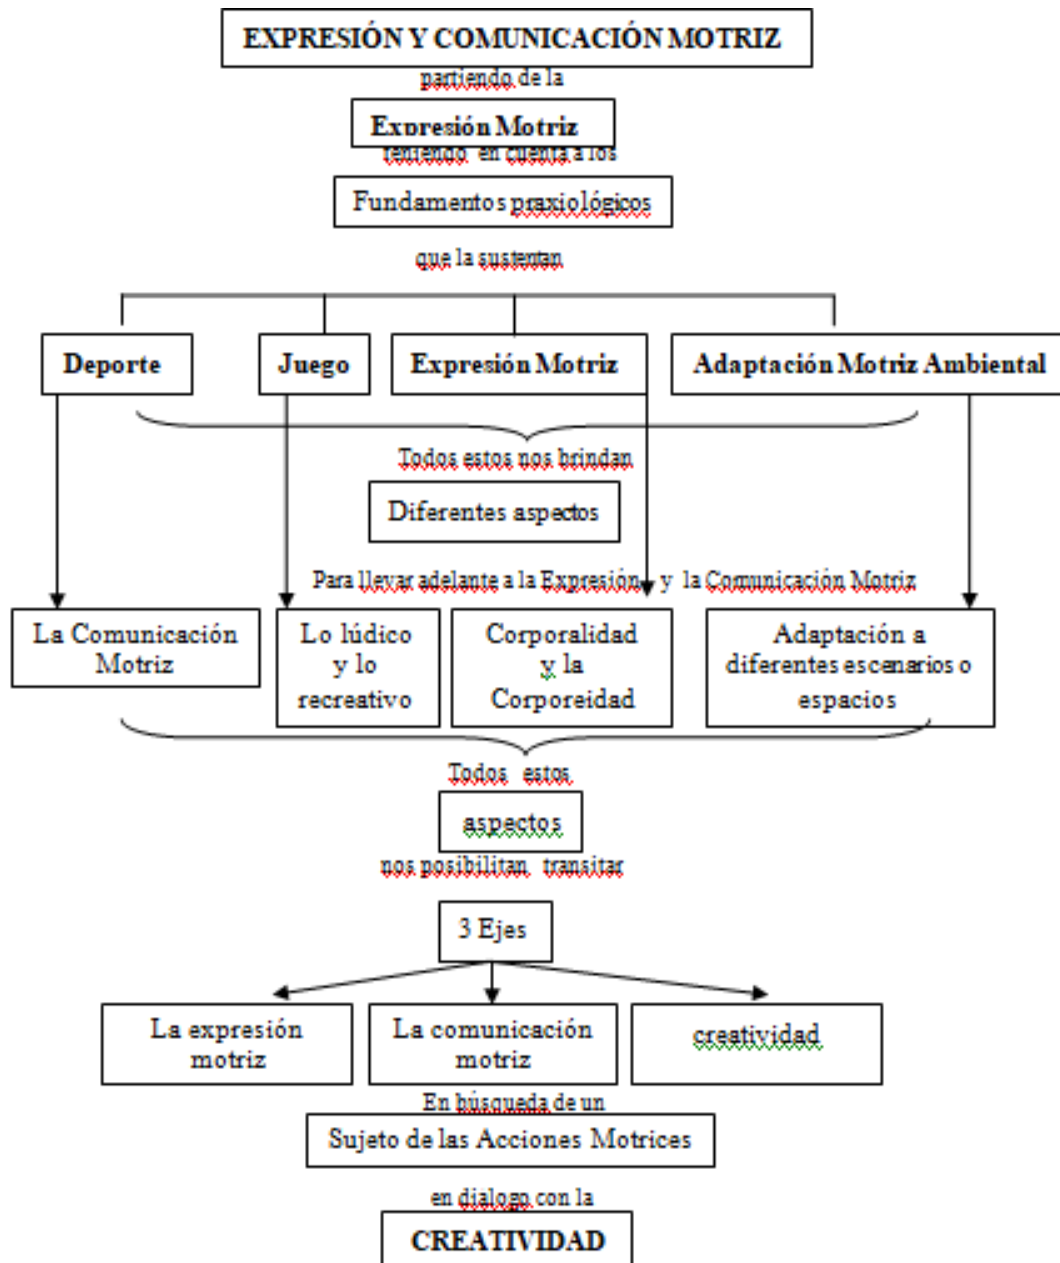 EXPRESIÓN Y COMUNICACIÓN MOTRIZ
partiendo de la
Expresión Motriz
teniendo en cuenta a los
Fundamentos praxiológicos
que la sustentan
Deporte
Juego
Expresión Motriz
Adaptación Motriz Ambiental
Todos estos nos brindan
Diferentes aspectos
Para llevar adelante a la Expresión y la Comunicación Motriz
La Comunicación
Motriz
Lo lúdico
y lo
recreativo
Corporalidad
y la
Corporeidad
Adaptación a
diferentes escenarios o
espacios
Todos estos
aspectos
nos posibilitan transitar
3 Ejes
La expresión
motriz
La comunicación
motriz
creatividad
En búsqueda de un
Sujeto de las Acciones Motrices
en dialogo con la
CREATIVIDAD